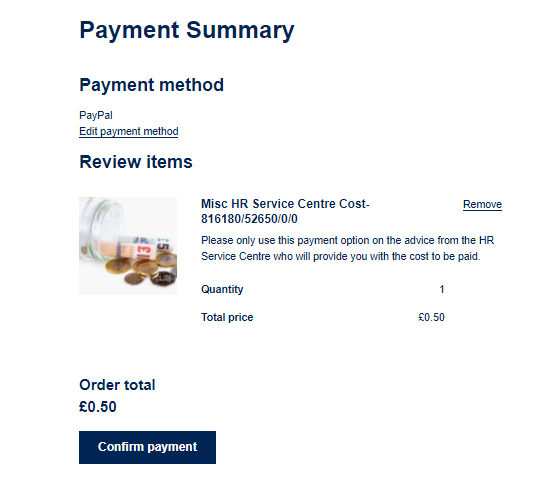 Payment Summary
Payment method
PayPal
Edit payment method
Review items
Misc HR Service Centre Cost-
816180/52650/0/0
Remove
Please only use this payment option on the advice from the HR
Service Centre who will provide you with the cost to be paid.
Quantity 1
Total price £0.50
Order total
£0.50
Confirm payment